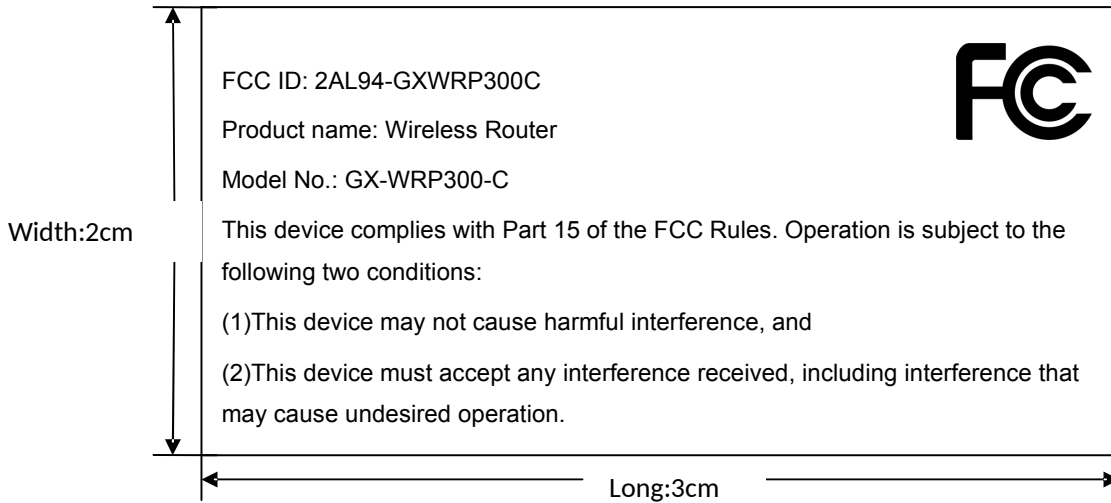 FCC
FCC ID: 2AL94-GXWRP300C
Product name: Wireless Router
Model No.: GX-WRP300-C
Width:2cm
This device complies with Part 15 of the FCC Rules. Operation is subject to the
following two conditions:
(1)This device may not cause harmful interference, and
(2)This device must accept any interference received, including interference that
may cause undesired operation.
Long:3cm